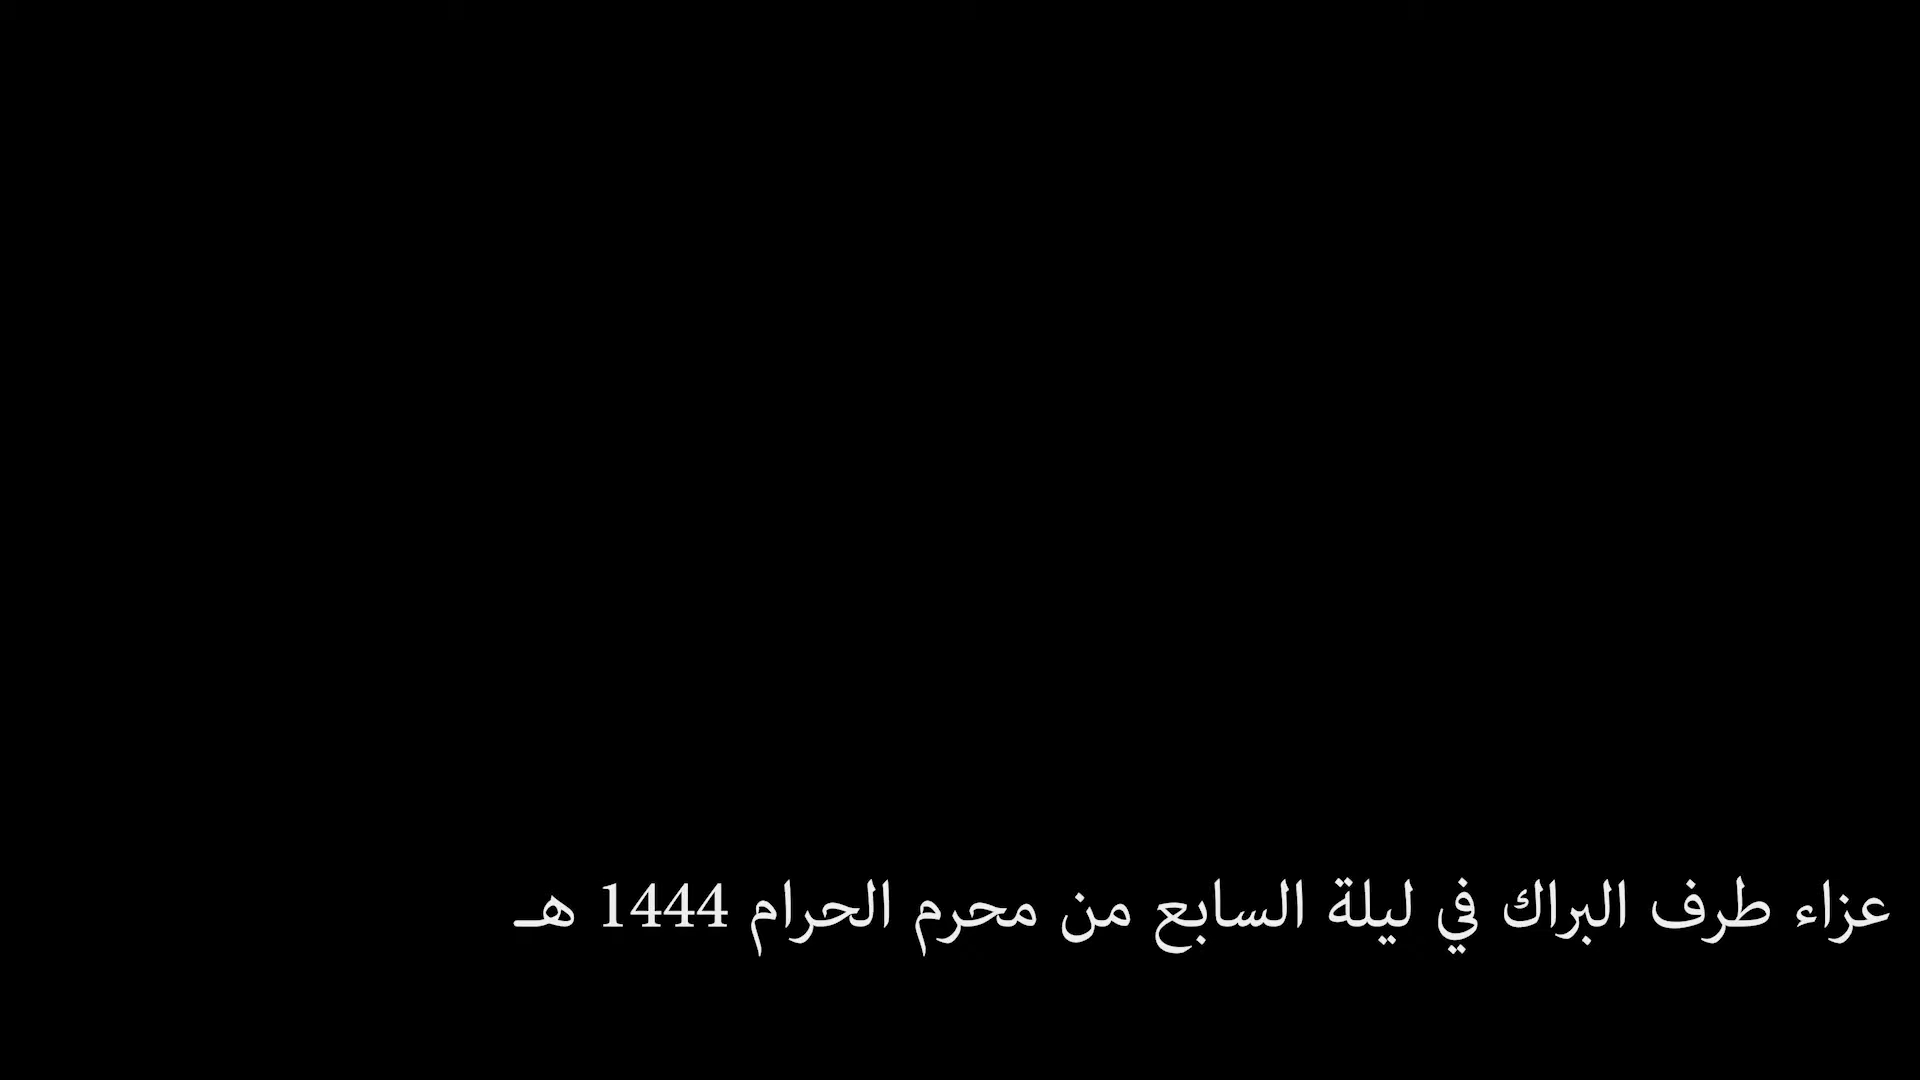 عزاء طرف البراك في ليلة السابع من محرم الحرام 1444 هـ